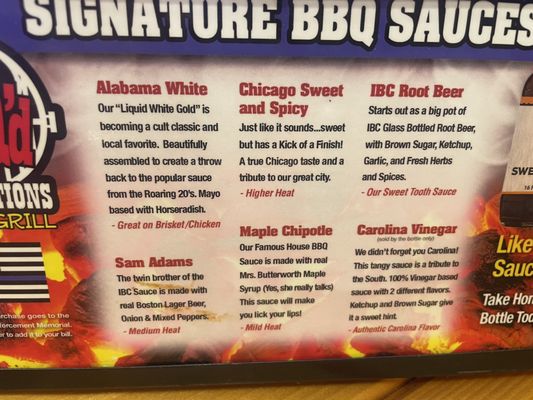 SIGNATURE BBQ SAUCES
Alabama White
Our "Liquid White Gold" is
becoming a cult classic and
local favorite. Beautifully
assembled to create a throw
back to the popular sauce
from the Roaring 20's. Mayo
based with Horseradish.
- Great on Brisket/Chicken
Sam Adams
The twin brother of the
IBC Sauce is made with
real Boston Lager Beer,
Onion & Mixed Peppers.
- Medium Heat
Chicago Sweet
and Spicy
Just like it sounds...sweet
but has a Kick of a Finish!
A true Chicago taste and a
tribute to our great city.
- Higher Heat
Maple Chipotle
Our Famous House BBQ
Sauce is made with real
Mrs. Butterworth Maple
Syrup (Yes, she really talks)
This sauce will make
you lick your lips!
- Mild Heat
IBC Root Beer
Starts out as a big pot of
IBC Glass Bottled Root Beer,
with Brown Sugar, Ketchup,
Garlic, and Fresh Herbs
and Spices.
- Our Sweet Tooth Sauce
Carolina Vinegar
(sold by the bottle only)
We didn't forget you Carolina!
This tangy sauce is a tribute to
the South. 100% Vinegar based
sauce with 2 different flavors.
Ketchup and Brown Sugar give
it a sweet hint.
- Authentic Carolina Flavor
'd
TIONS
GRILL
rchase goes to the
forcement Memorial.
er to add it to your bill.
SWE
16 F
Like
Sauc
Take Hom
Bottle Tod